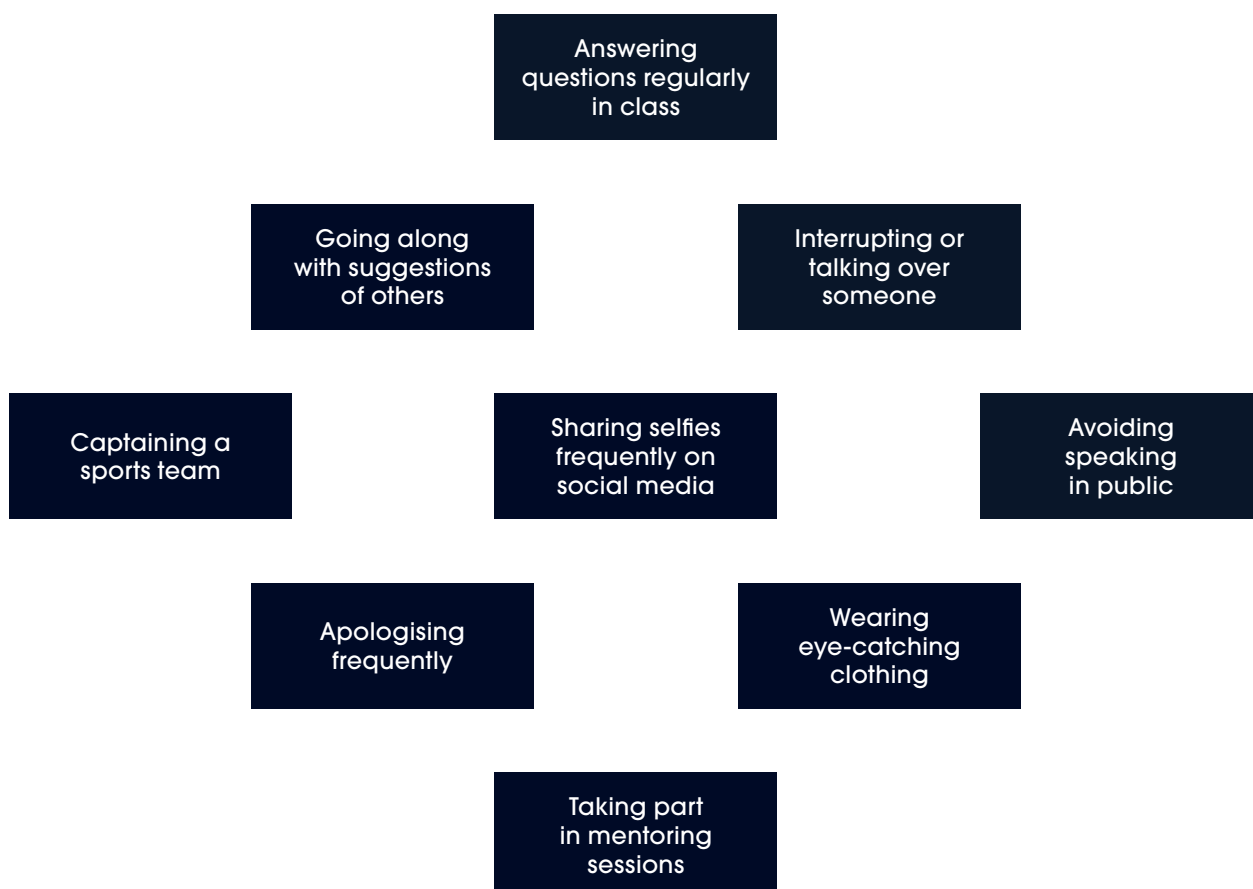 Answering
questions regularly
in class
Going along
with suggestions
of others
Interrupting or
talking over
someone
Captaining a
sports team
Sharing selfies
frequently on
social media
Avoiding
speaking
in public
Apologising
frequently
Wearing
eye-catching
clothing
Taking part
in mentoring
sessions